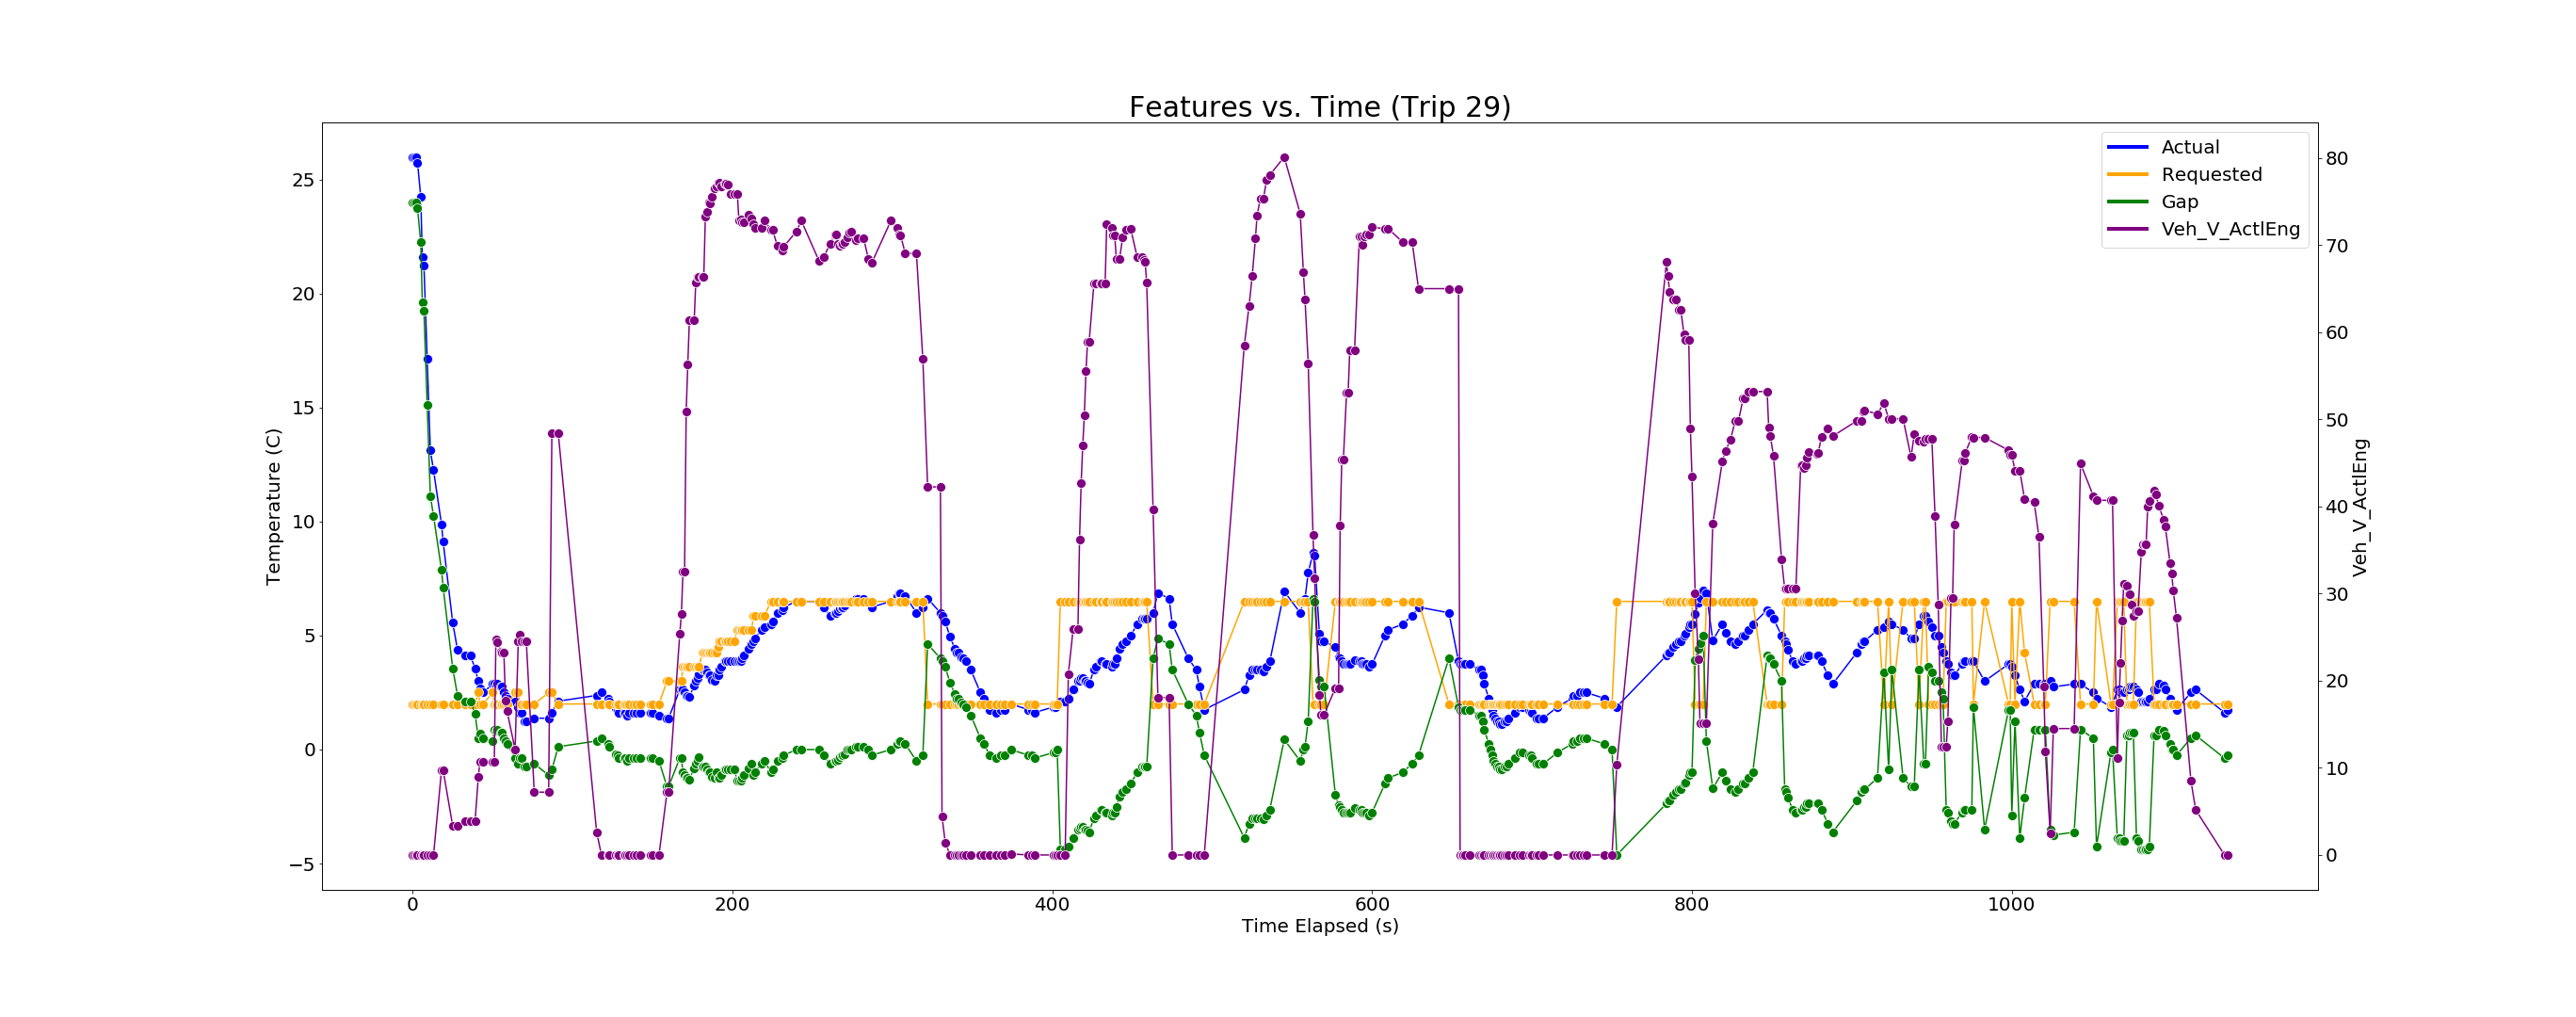 Features vs. Time (Trip 29)
Actual
Requested
Gap
Veh_V_ActlEng
25
20
15
10
5
0
−5
Temperature (C)
80
70
60
50
40
30
20
10
0
Veh_V_ActlEng
0 200 400 600 800 1000
Time Elapsed (s)